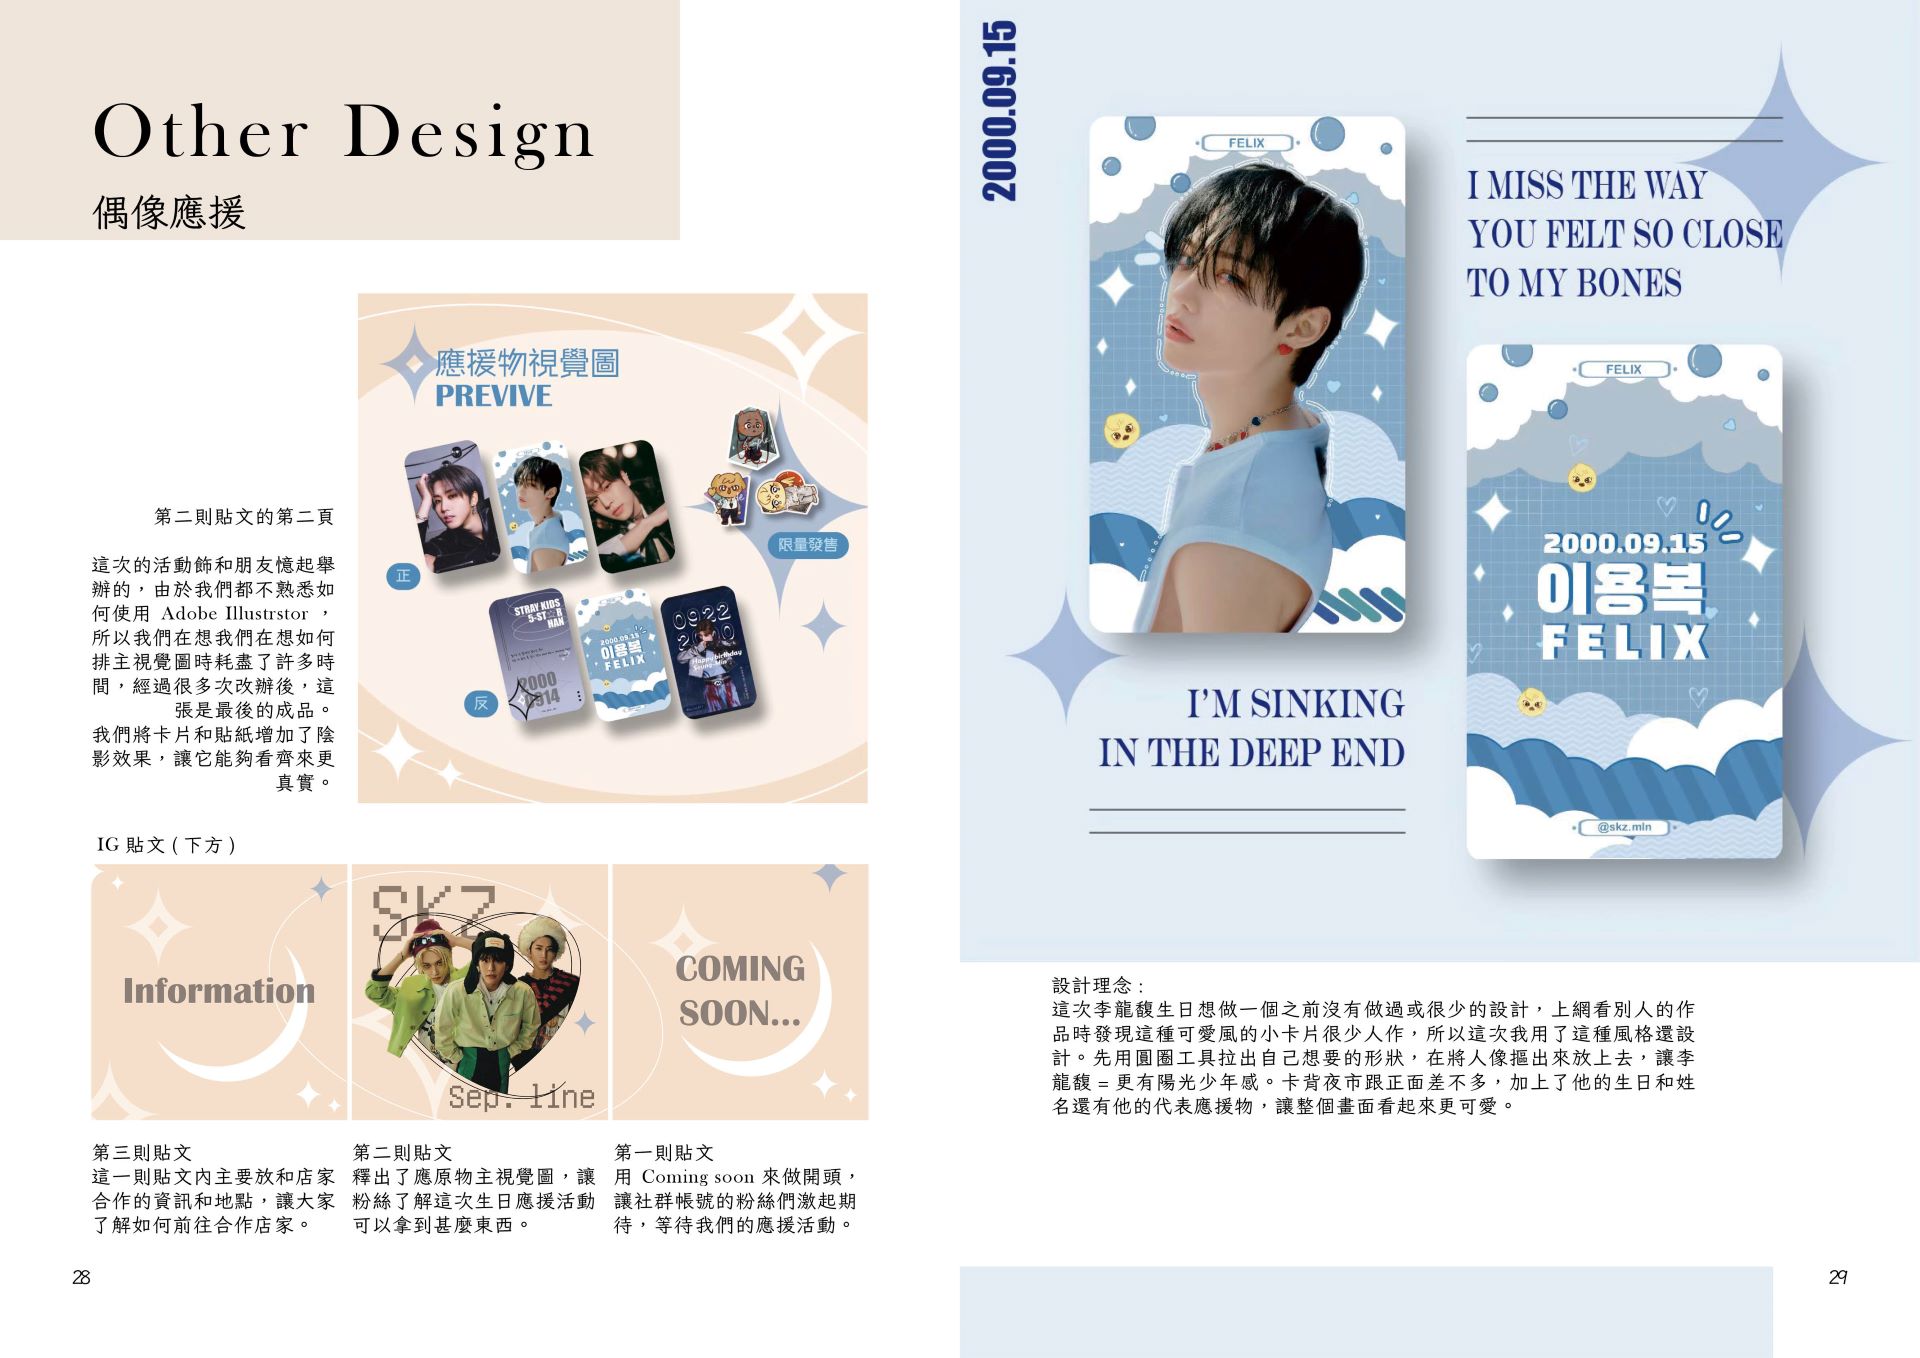 Other Design
偶像應援
應援物視覺圖
PREVIVE
限量發售
正
STRAY KIDS
5-ST☆R
HAN
2000
0914
2000.09.15
이용복
FELIX
0922
2000
Happy birthday
Seung Min
反
第二則貼文的第二頁
這次的活動飾和朋友憶起舉
辦的，由於我們都不熟悉如
何使用 Adobe Illustrstor ，
所以我們在想我們在想如何
排主視覺圖時耗盡了許多時
間，經過很多次改辦後，這
張是最後的成品。
我們將卡片和貼紙增加了陰
影效果，讓它能夠看齊來更
真實。
IG 貼文 ( 下方 )
Information
SKZ
Sep. line
COMING
SOON...
第三則貼文
這一則貼文內主要放和店家
合作的資訊和地點，讓大家
了解如何前往合作店家。
第二則貼文
釋出了應原物主視覺圖，讓
粉絲了解這次生日應援活動
可以拿到甚麼東西。
第一則貼文
用 Coming soon 來做開頭，
讓社群帳號的粉絲們激起期
待，等待我們的應援活動。
28
2000.09.15
FELIX
I MISS THE WAY
YOU FELT SO CLOSE
TO MY BONES
FELIX
2000.09.15
이용복
FELIX
@skz.mln
I'M SINKING
IN THE DEEP END
設計理念 :
這次李龍馥生日想做一個之前沒有做過或很少的設計，上網看別人的作
品時發現這種可愛風的小卡片很少人作，所以這次我用了這種風格還設
計。先用圓圈工具拉出自己想要的形狀，在將人像摳出來放上去，讓李
龍馥 = 更有陽光少年感。卡背夜市跟正面差不多，加上了他的生日和姓
名還有他的代表應援物，讓整個畫面看起來更可愛。
29